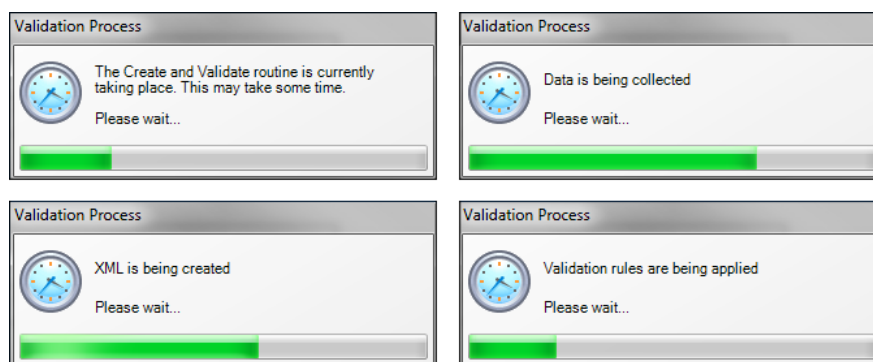 Validation Process
The Create and Validate routine is currently
taking place. This may take some time.
Please wait...
Validation Process
Data is being collected
Please wait...
Validation Process
XML is being created
Please wait...
Validation Process
Validation rules are being applied
Please wait...